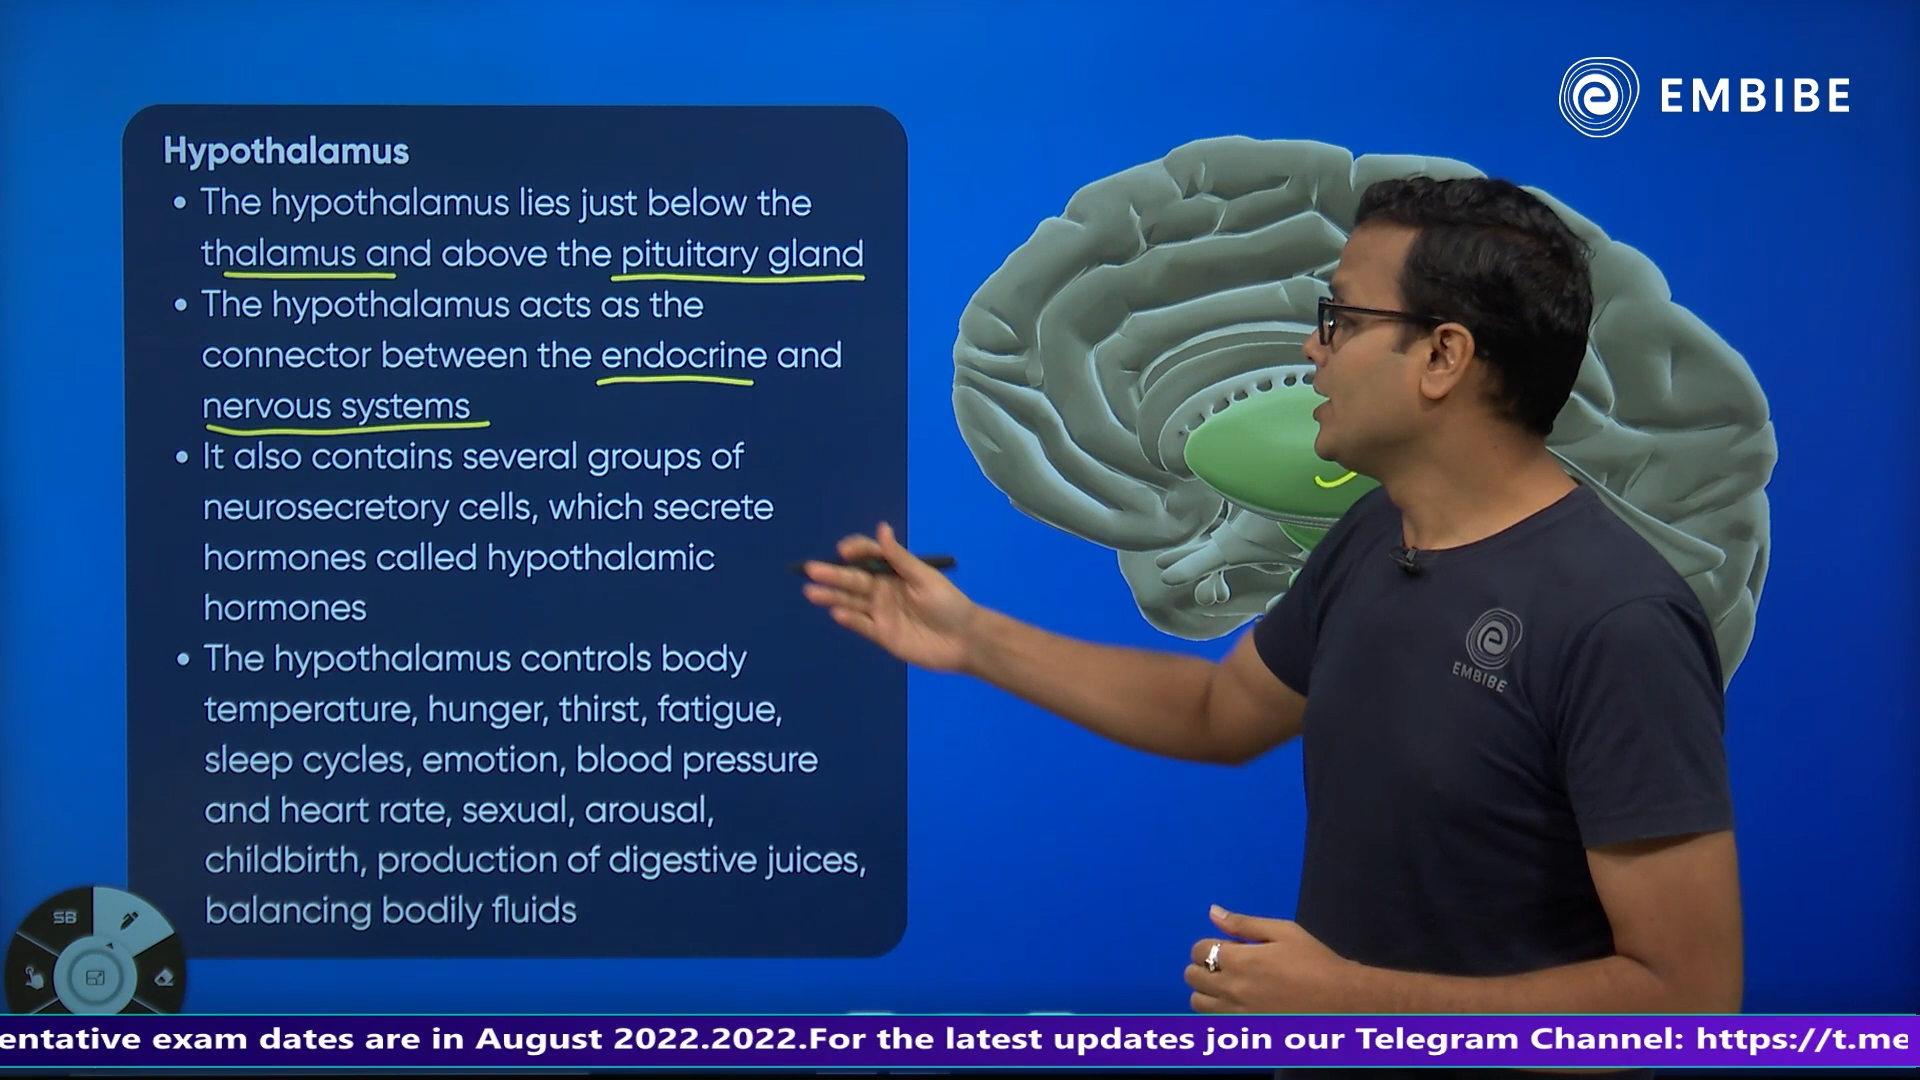 EMBIBE
Hypothalamus
• The hypothalamus lies just below the
thalamus and above the pituitary gland
• The hypothalamus acts as the
connector between the endocrine and
nervous systems
• It also contains several groups of
neurosecretory cells, which secrete
hormones called hypothalamic
hormones
• The hypothalamus controls body
temperature, hunger, thirst, fatigue,
sleep cycles, emotion, blood pressure
and heart rate, sexual, arousal,
childbirth, production of digestive juices,
balancing bodily fluids
EMBIBE
SB
entative exam dates are in August 2022.2022.For the latest updates join our Telegram Channel: https://t.me